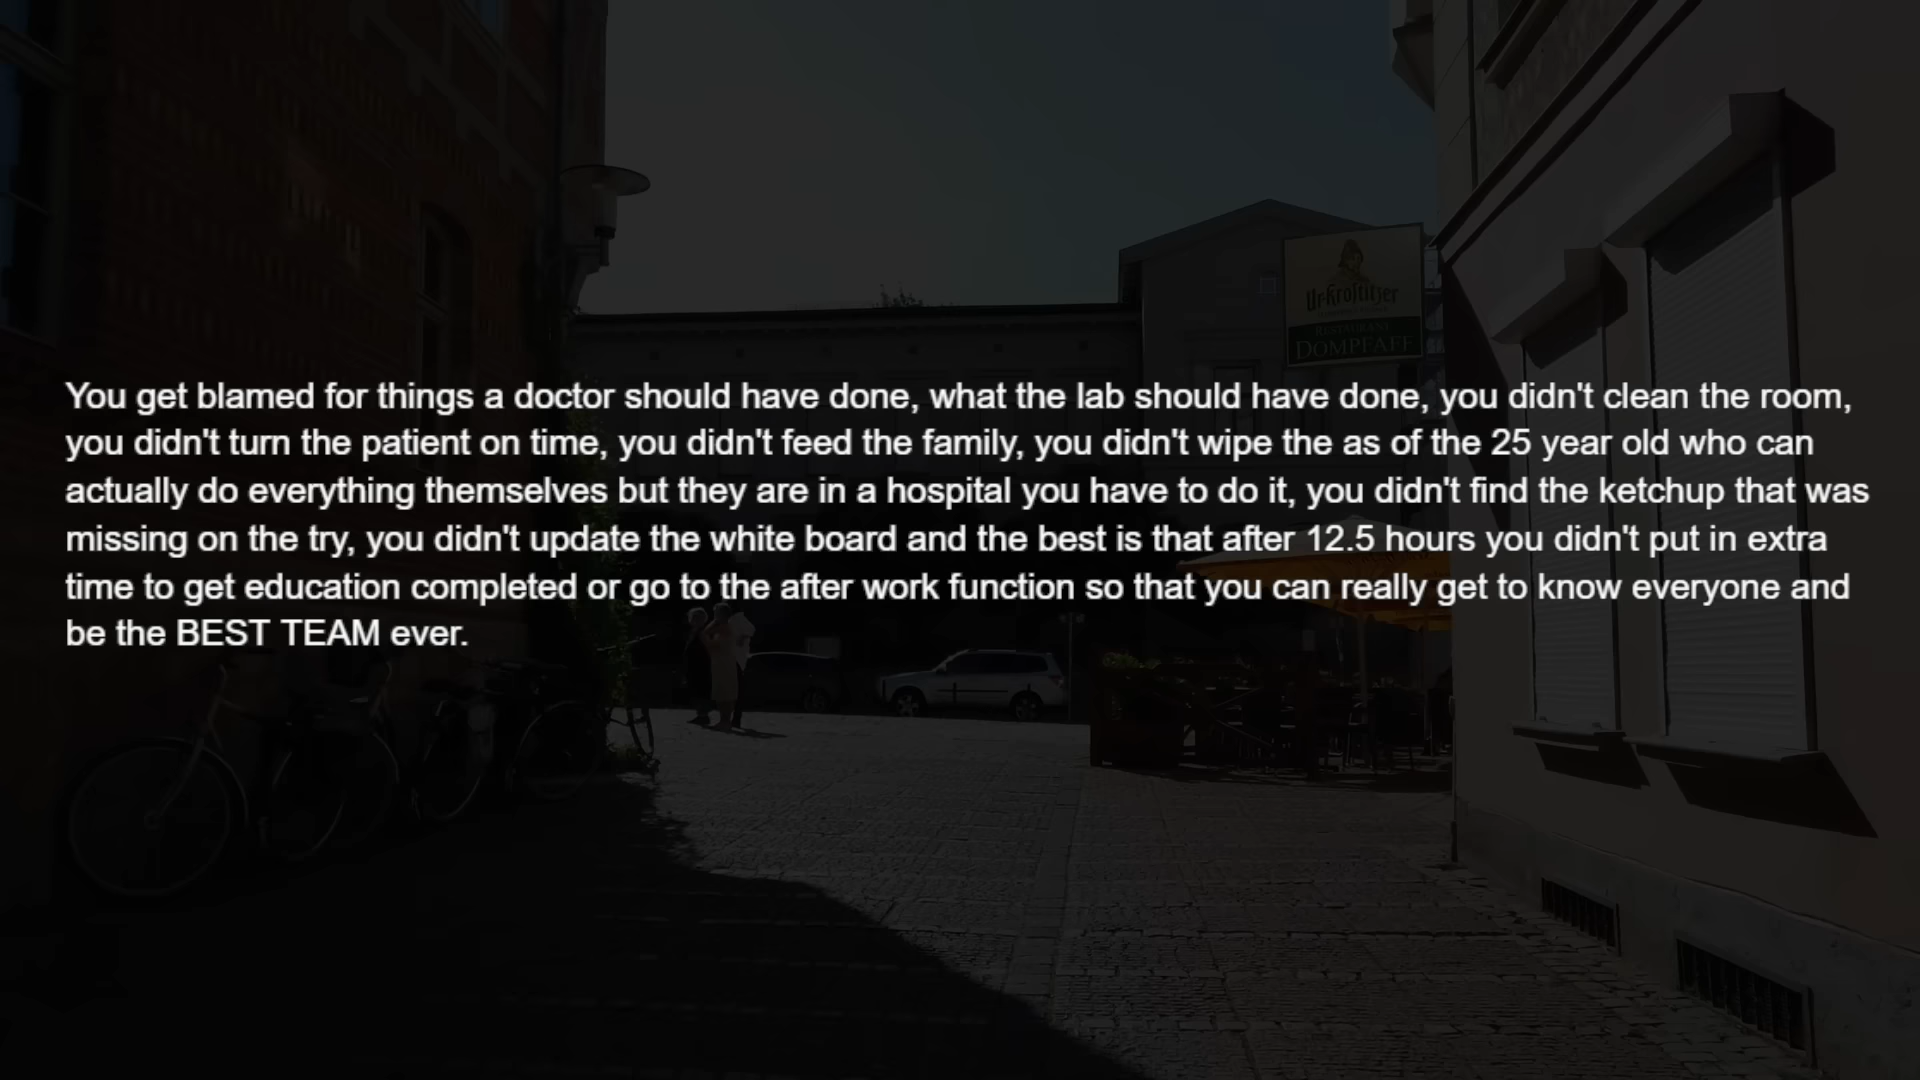 Ur-Krostitzer
RESTAURANT
DOMPFAFF
You get blamed for things a doctor should have done, what the lab should have done, you didn't clean the room,
you didn't turn the patient on time, you didn't feed the family, you didn't wipe the as of the 25 year old who can
actually do everything themselves but they are in a hospital you have to do it, you didn't find the ketchup that was
missing on the try, you didn't update the white board and the best is that after 12.5 hours you didn't put in extra
time to get education completed or go to the after work function so that you can really get to know everyone and
be the BEST TEAM ever.